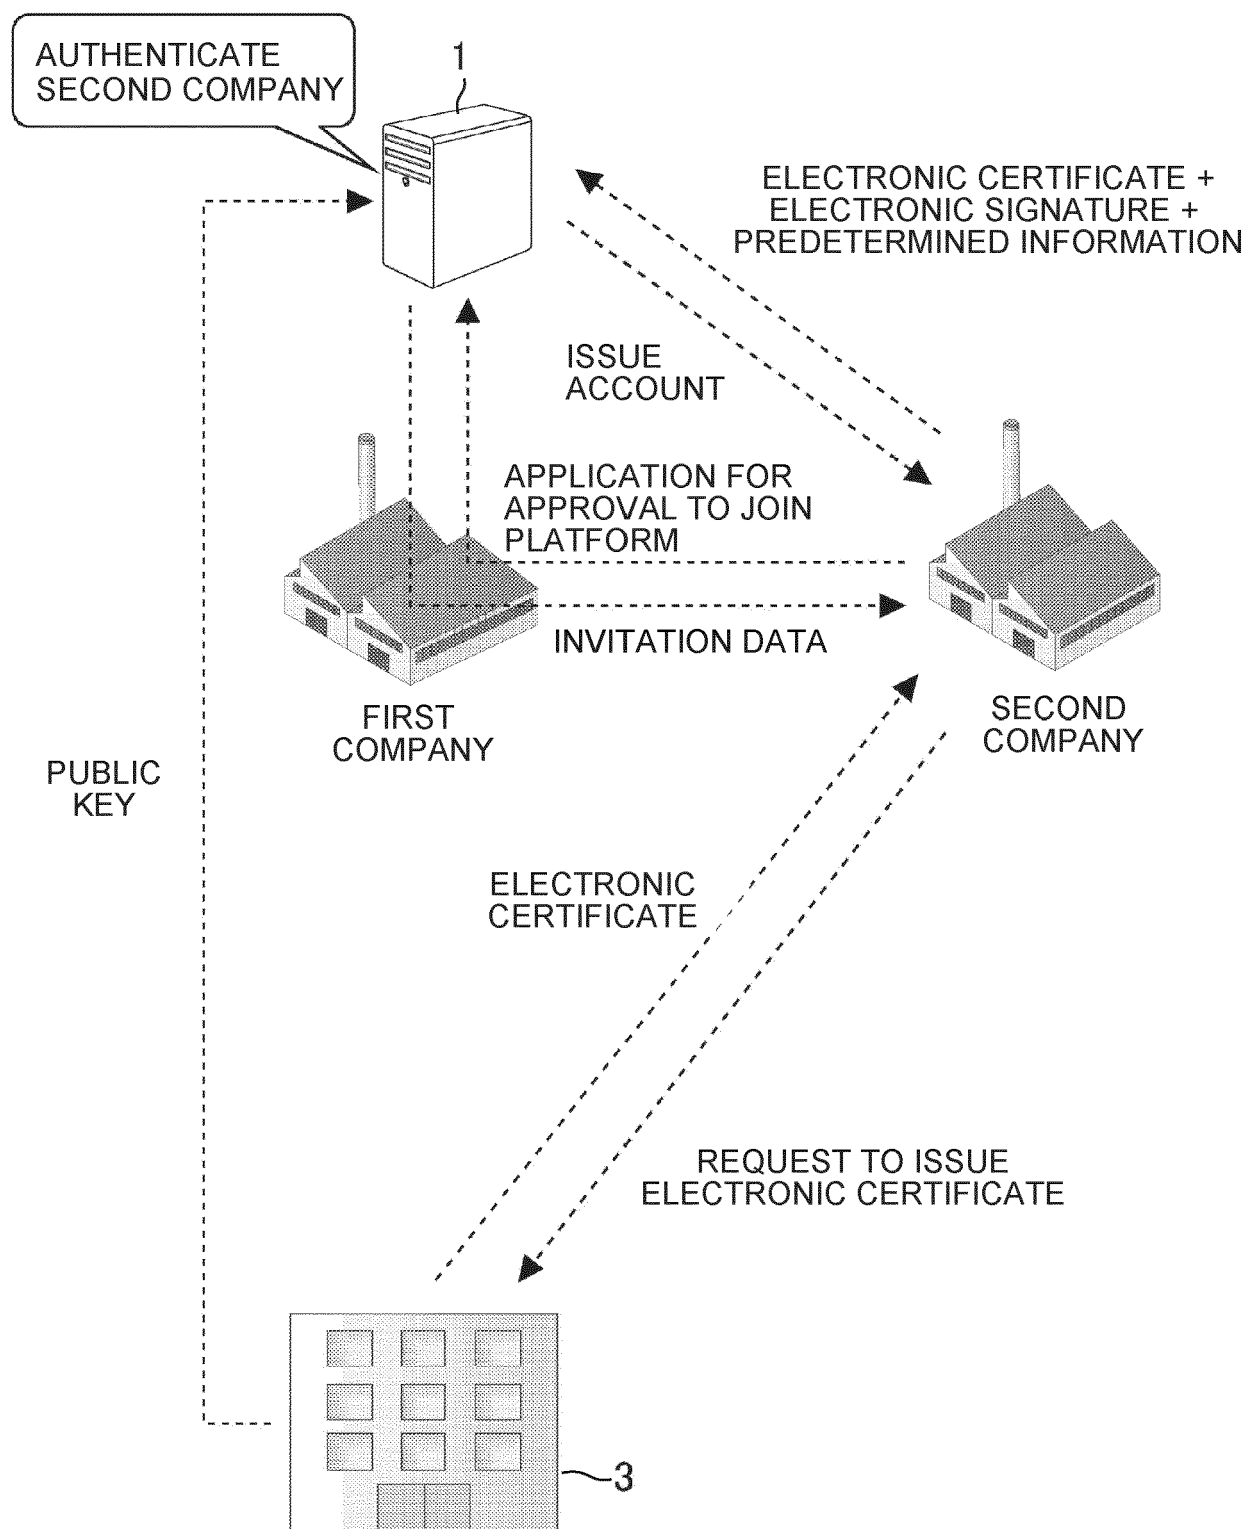 AUTHENTICATE
SECOND COMPANY
1
ELECTRONIC CERTIFICATE +
ELECTRONIC SIGNATURE +
PREDETERMINED INFORMATION
ISSUE
ACCOUNT
APPLICATION FOR
APPROVAL TO JOIN
PLATFORM
INVITATION DATA
FIRST
COMPANY
SECOND
COMPANY
PUBLIC
KEY
ELECTRONIC
CERTIFICATE
REQUEST TO ISSUE
ELECTRONIC CERTIFICATE
3